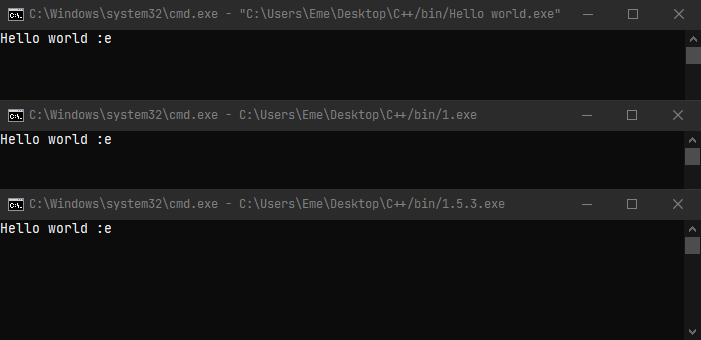 C:\Windows\system32\cmd.exe - "C:\Users\Eme\Desktop\C++/bin/Hello world.exe"
Hello world :e
C:\Windows\system32\cmd.exe - C:\Users\Eme\Desktop\C++/bin/1.exe
Hello world :e
C:\Windows\system32\cmd.exe - C:\Users\Eme\Desktop\C++/bin/1.5.3.exe
Hello world :e